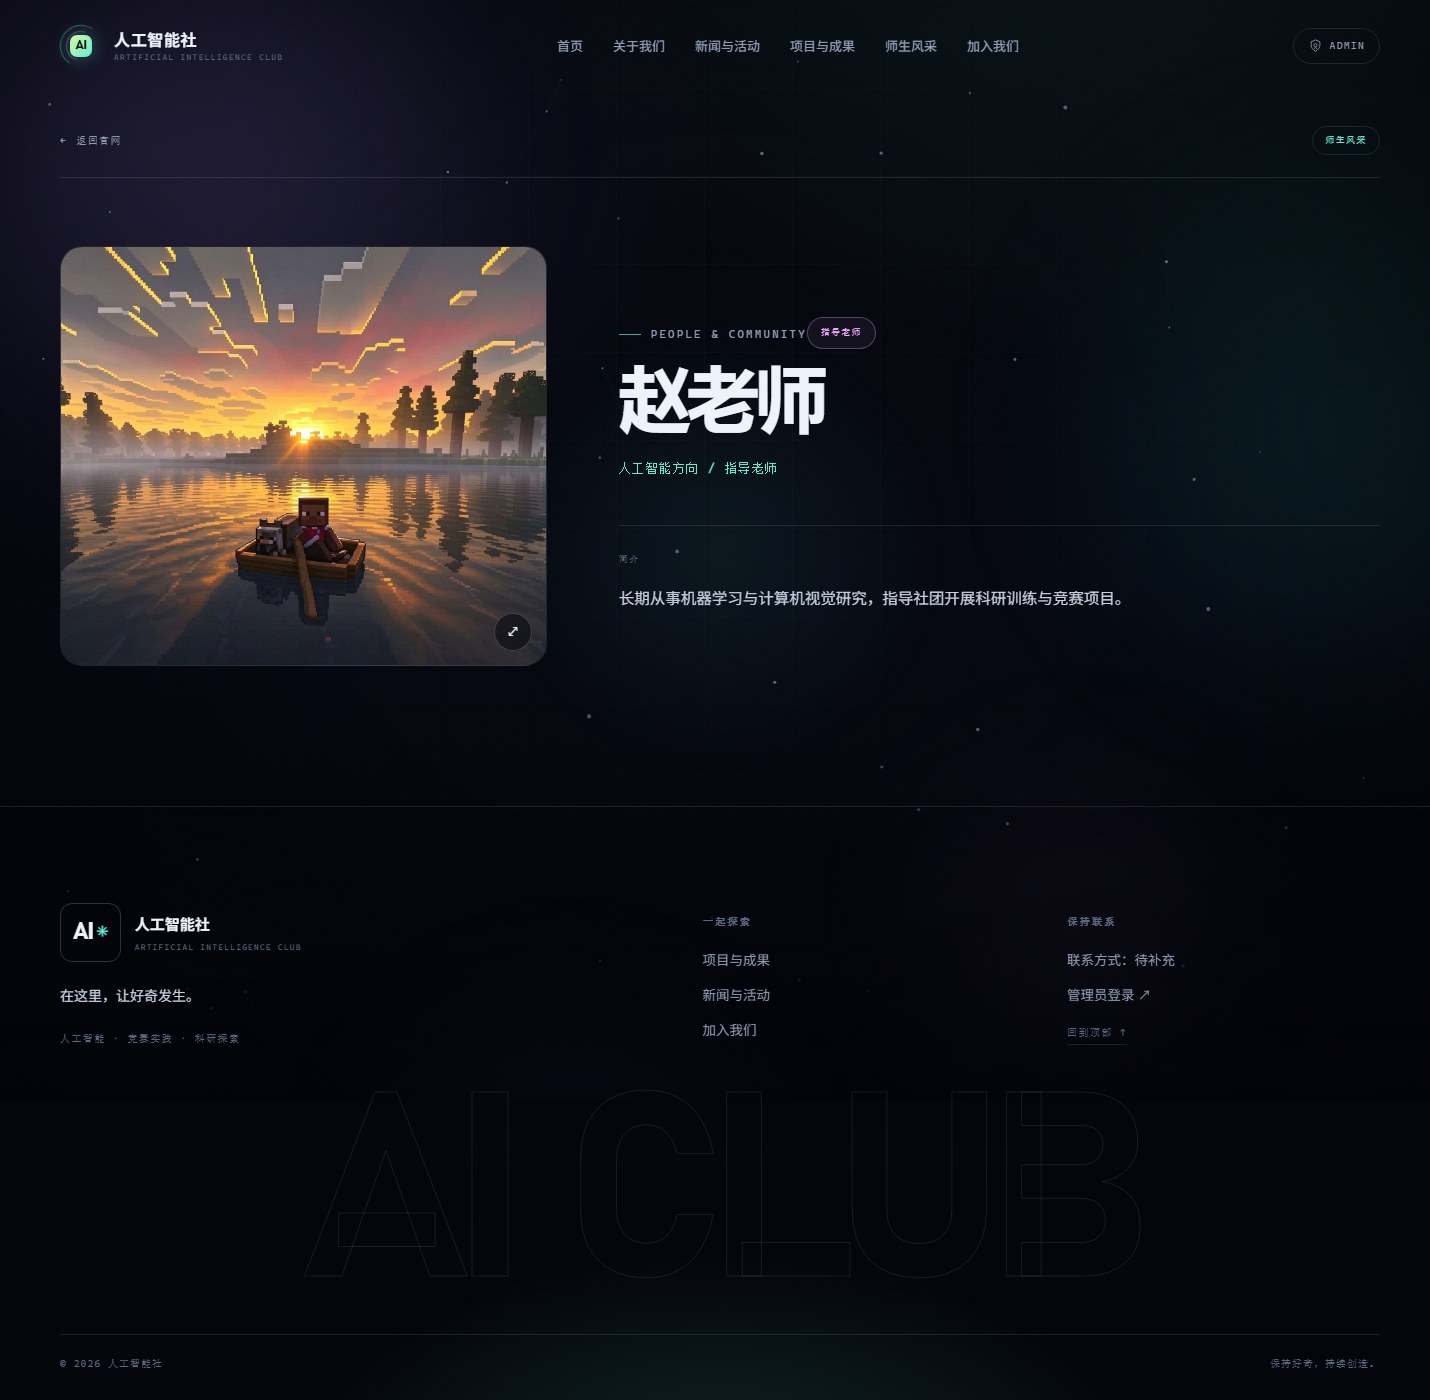 AI
人工智能社
ARTIFICIAL INTELLIGENCE CLUB
首页 关于我们 新闻与活动 项目与成果 师生风采 加入我们
ADMIN
← 返回官网
师生风采
PEOPLE & COMMUNITY
指导老师
赵老师
人工智能方向 / 指导老师
简介
长期从事机器学习与计算机视觉研究，指导社团开展科研训练与竞赛项目。
AI
人工智能社
ARTIFICIAL INTELLIGENCE CLUB
在这里，让好奇发生。
人工智能 · 竞赛实践 · 科研探索
一起探索
项目与成果
新闻与活动
加入我们
保持联系
联系方式：待补充
管理员登录 ↗
回到顶部 ↑
AI CLUB
© 2026 人工智能社
保持好奇，持续创造。